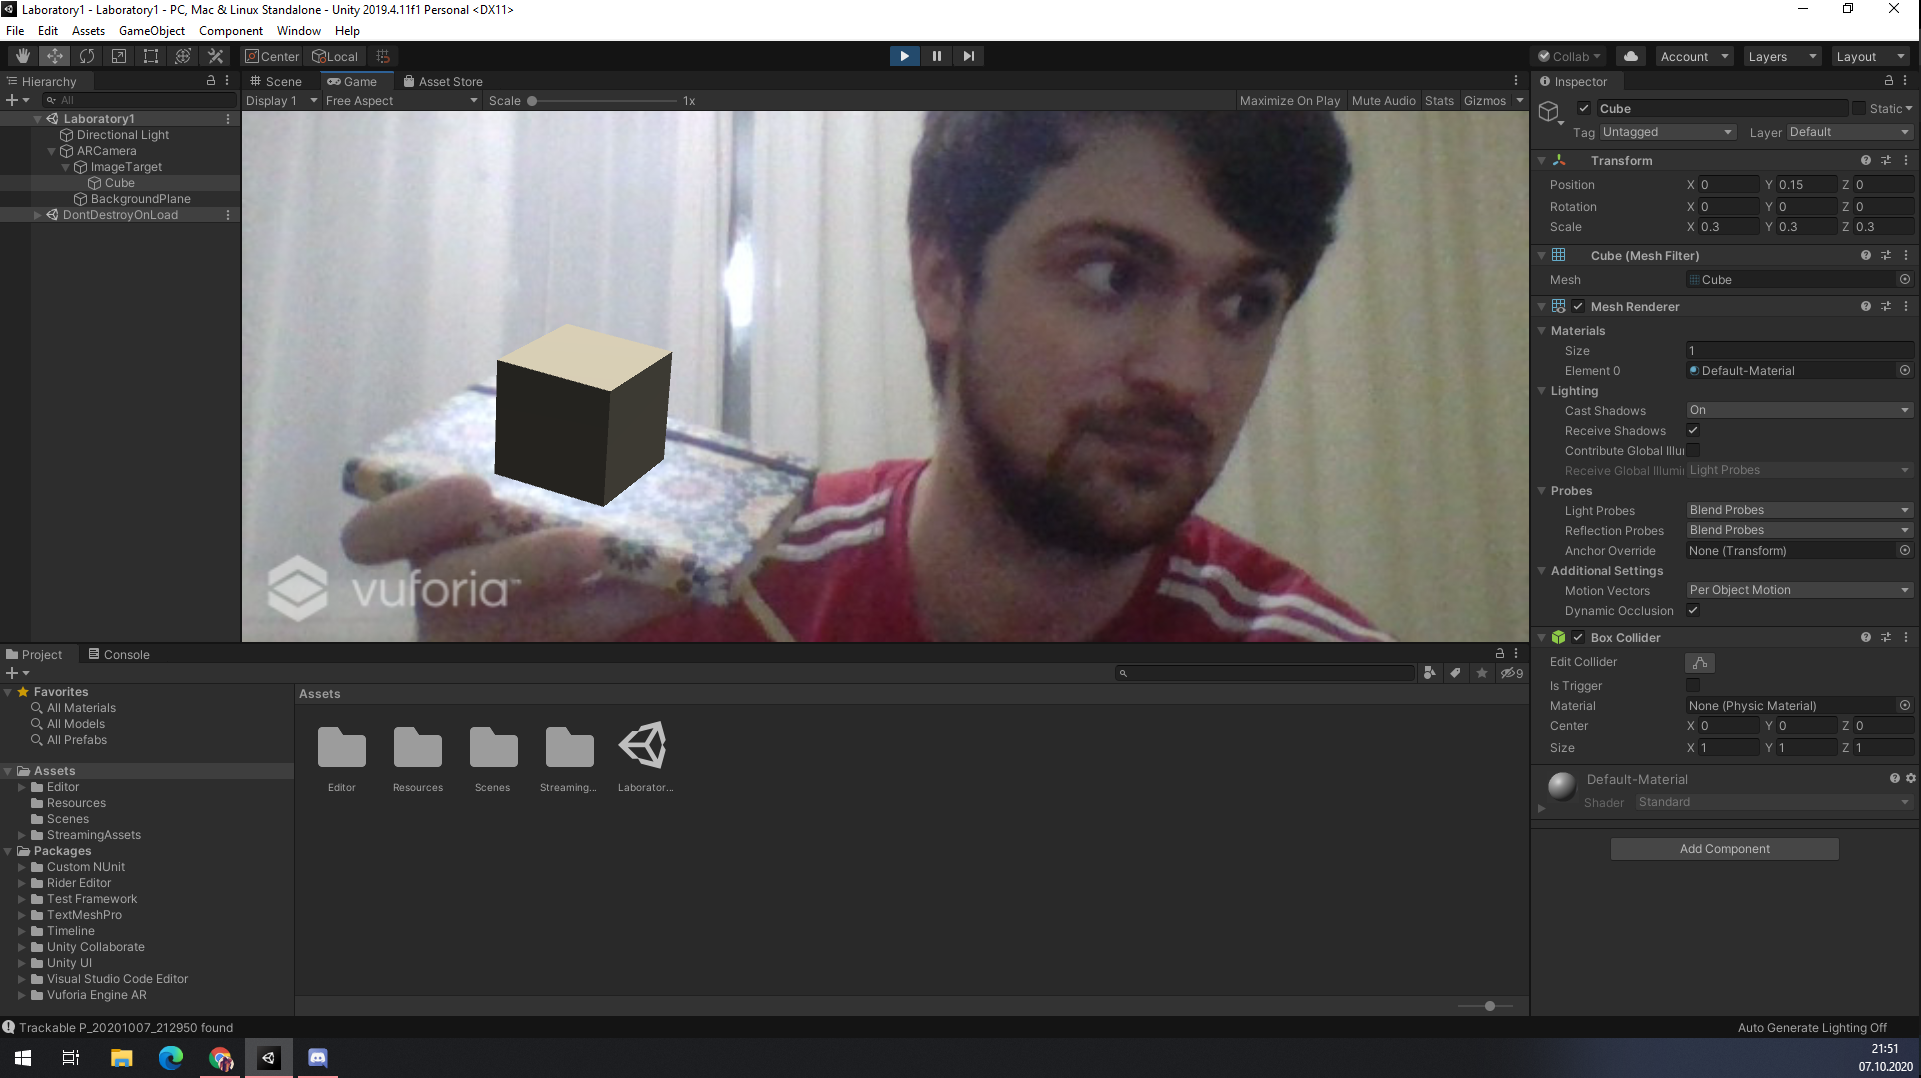 Laboratory1 - Laboratory1 - PC, Mac & Linux Standalone - Unity 2019.4.11f1 Personal <DX11>
File Edit Assets GameObject Component Window Help
Center Local Collab Account Layers Layout
Hierarchy
All
Laboratory1
Directional Light
ARCamera
ImageTarget
Cube
BackgroundPlane
DontDestroyOnLoad
Scene Game Asset Store
Display 1 Free Aspect Scale 1x Maximize On Play Mute Audio Stats Gizmos
vuforia™
Inspector
Cube Static
Tag Untagged Layer Default
Transform
Position X 0 Y 0.15 Z 0
Rotation X 0 Y 0 Z 0
Scale X 0.3 Y 0.3 Z 0.3
Cube (Mesh Filter)
Mesh Cube
Mesh Renderer
Materials
Size 1
Element 0 Default-Material
Lighting
Cast Shadows On
Receive Shadows
Contribute Global Illui
Receive Global Illumii Light Probes
Probes
Light Probes Blend Probes
Reflection Probes Blend Probes
Anchor Override None (Transform)
Additional Settings
Motion Vectors Per Object Motion
Dynamic Occlusion
Box Collider
Edit Collider
Is Trigger
Material None (Physic Material)
Center X 0 Y 0 Z 0
Size X 1 Y 1 Z 1
Default-Material
Shader Standard
Add Component
Project Console
9
Favorites
All Materials
All Models
All Prefabs
Assets
Editor
Resources
Scenes
StreamingAssets
Packages
Custom NUnit
Rider Editor
Test Framework
TextMeshPro
Timeline
Unity Collaborate
Unity UI
Visual Studio Code Editor
Vuforia Engine AR
Assets
Editor Resources Scenes Streaming... Laborator...
Trackable P_20201007_212950 found
Auto Generate Lighting Off
21:51
07.10.2020